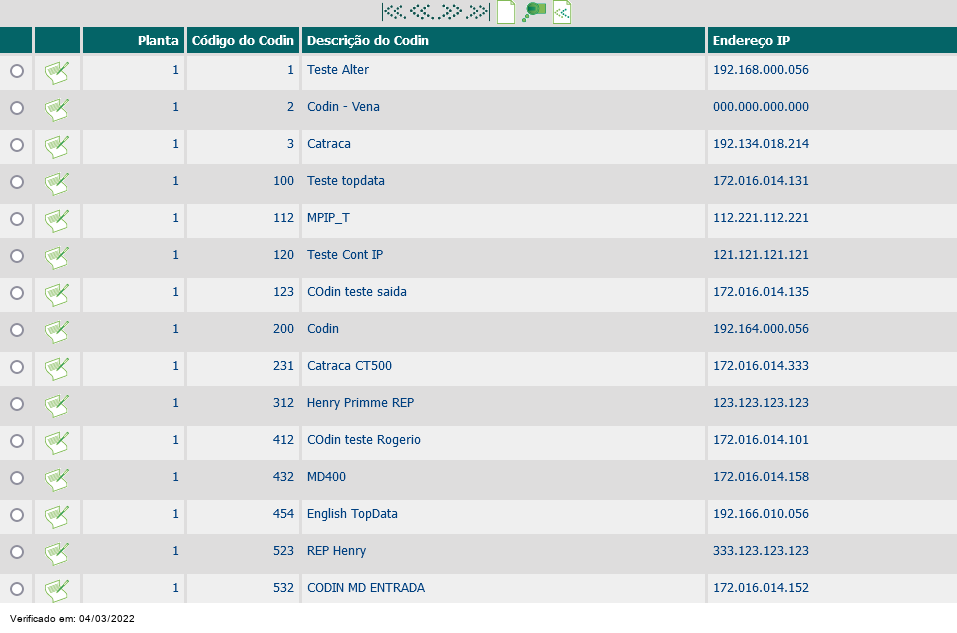 Planta Código do Codin Descrição do Codin Endereço IP
1 1 Teste Alter 192.168.000.056
1 2 Codin - Vena 000.000.000.000
1 3 Catraca 192.134.018.214
1 100 Teste topdata 172.016.014.131
1 112 MPIP_T 112.221.112.221
1 120 Teste Cont IP 121.121.121.121
1 123 COdin teste saida 172.016.014.135
1 200 Codin 192.164.000.056
1 231 Catraca CT500 172.016.014.333
1 312 Henry Primme REP 123.123.123.123
1 412 COdin teste Rogerio 172.016.014.101
1 432 MD400 172.016.014.158
1 454 English TopData 192.166.010.056
1 523 REP Henry 333.123.123.123
1 532 CODIN MD ENTRADA 172.016.014.152
Verificado em: 04/03/2022